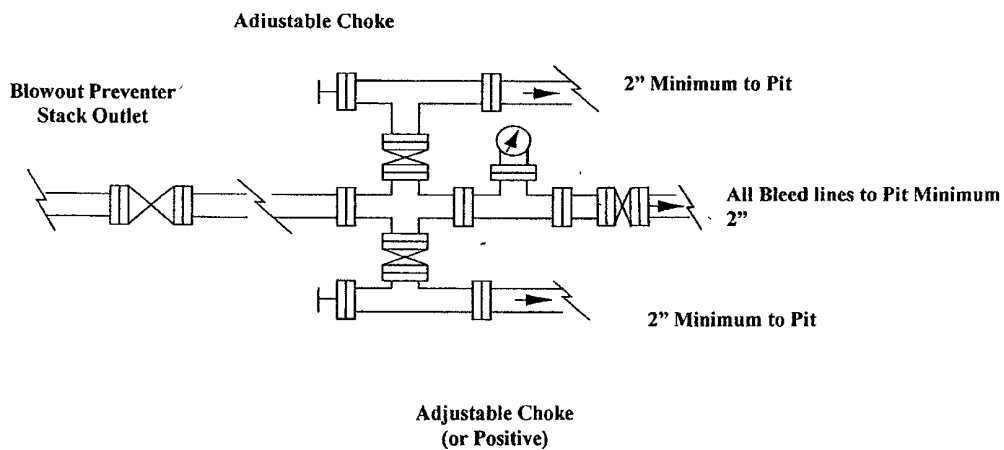 Adjustable Choke
Blowout Preventer
Stack Outlet
2” Minimum to Pit
All Bleed lines to Pit Minimum
2”
2” Minimum to Pit
Adjustable Choke
(or Positive)